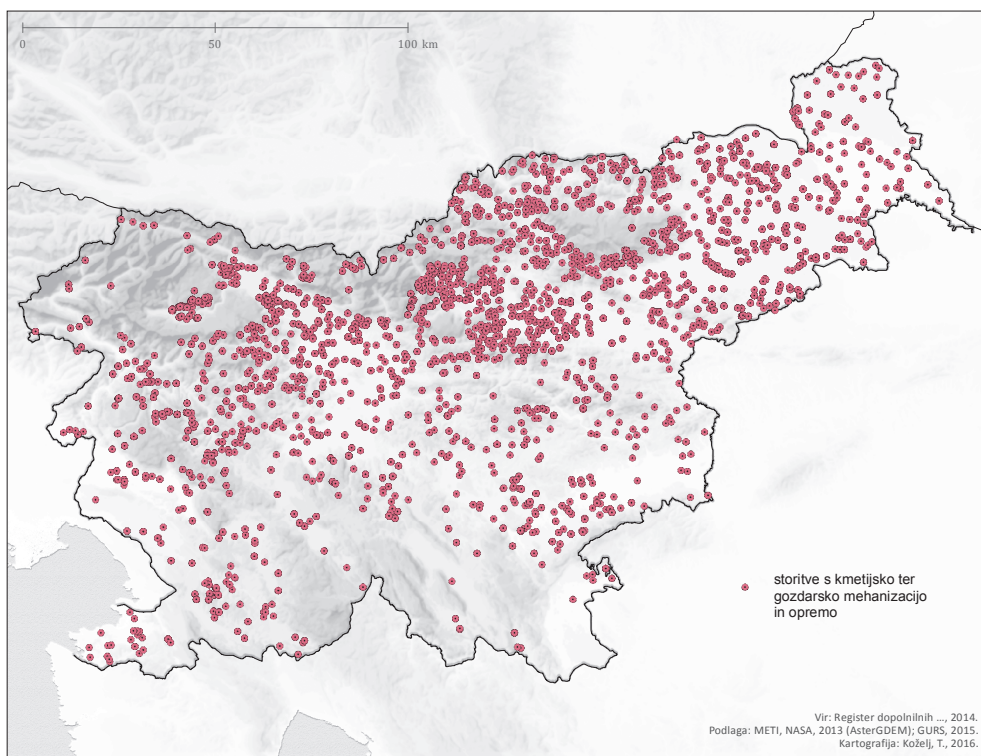 0 50 100 km
storitve s kmetijsko ter
gozdarsko mehanizacijo
in opremo
Vir: Register dopolnilnih ..., 2014.
Podlaga: METI, NASA, 2013 (AsterGDEM); GURS, 2015.
Kartografija: Koželj, T., 2016.